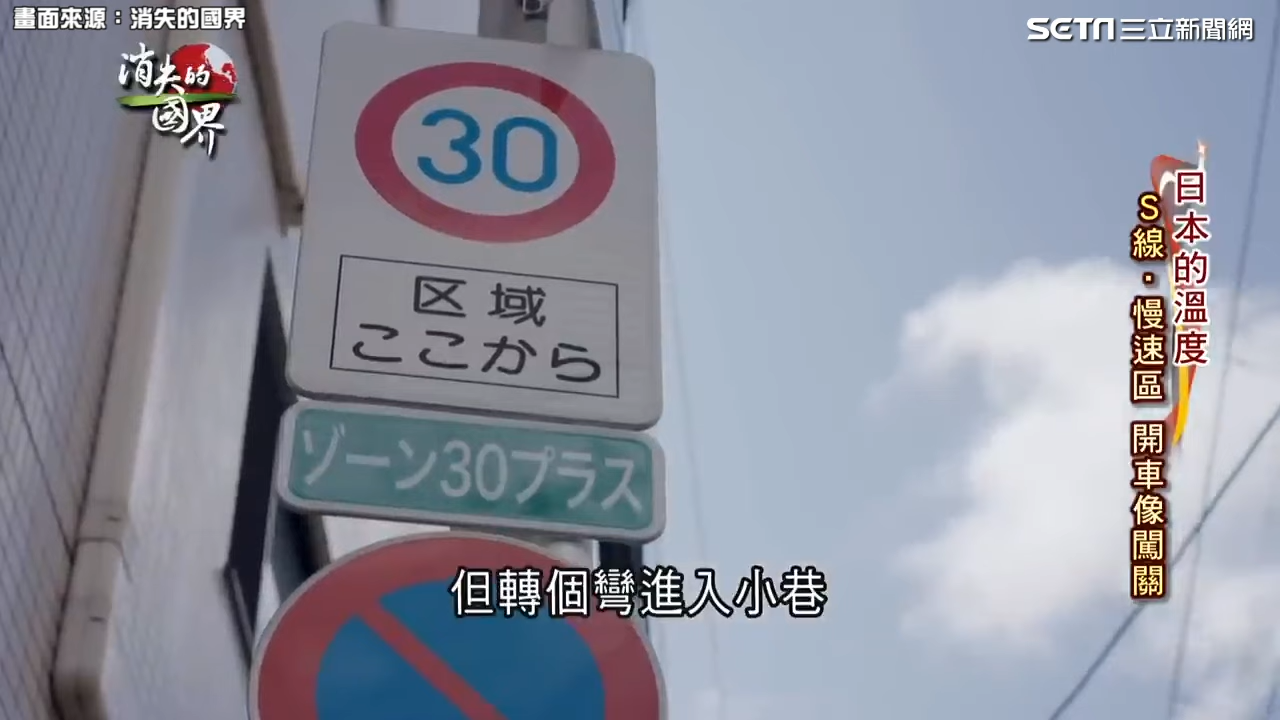 畫面來源：消失的國界
消失的國界
SETN三立新聞網
30
区域
ここから
ゾーン30プラス
日本的溫度
S線·慢速區 開車像闖關
但轉個彎進入小巷